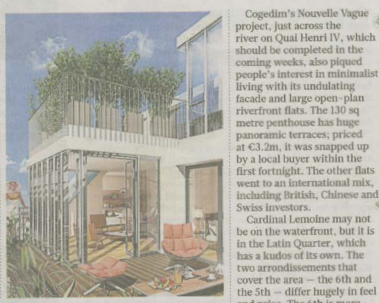 Cogedim's Nouvelle Vague
project, just across the
river on Quai Henri IV, which
should be completed in the
coming weeks, also piqued
people's interest in minimalist
living with its undulating
facade and large open-plan
riverfront flats. The 130 sq
metre penthouse has huge
panoramic terraces; priced
at €3.2m, it was snapped up
by a local buyer within the
first fortnight. The other flats
went to an international mix,
including British, Chinese and
Swiss investors.
Cardinal Lemoine may not
be on the waterfront, but it is
in the Latin Quarter, which
has a kudos of its own. The
two arrondissements that
cover the area — the 6th and
the 5th — differ hugely in feel